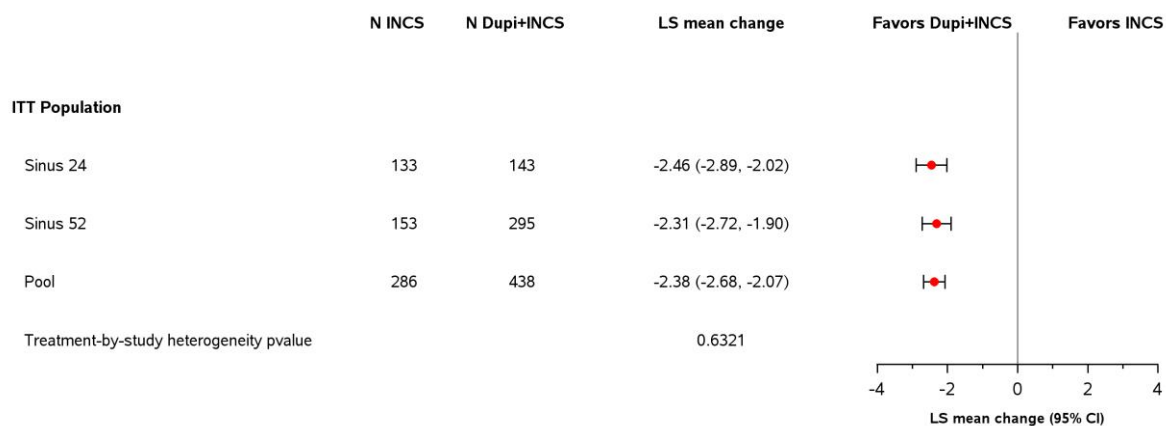 N INCS N Dupi+INCS LS mean change Favors Dupi+INCS Favors INCS
ITT Population
Sinus 24 133 143 -2.46 (-2.89, -2.02)
Sinus 52 153 295 -2.31 (-2.72, -1.90)
Pool 286 438 -2.38 (-2.68, -2.07)
Treatment-by-study heterogeneity pvalue 0.6321
-4 -2 0 2 4
LS mean change (95% CI)